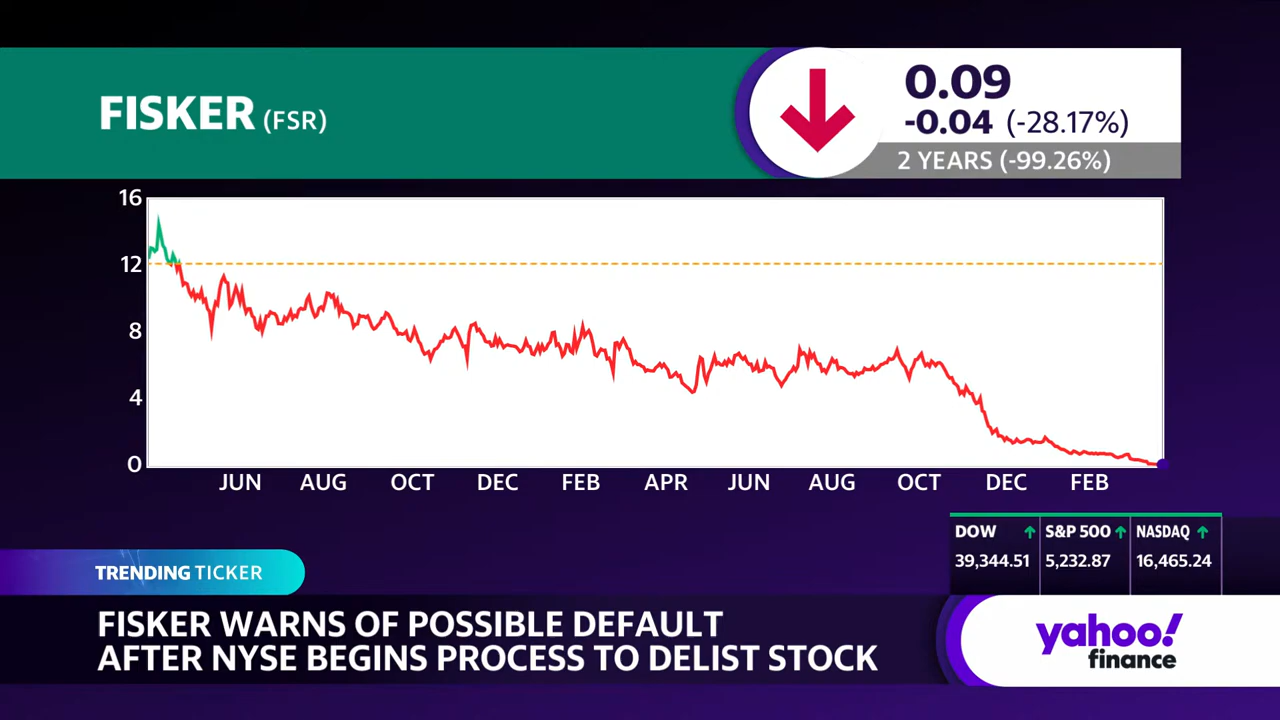 FISKER (FSR)
0.09
-0.04 (-28.17%)
2 YEARS (-99.26%)
16
12
8
4
0
JUN AUG OCT DEC FEB APR JUN AUG OCT DEC FEB
DOW S&P 500 NASDAQ
39,344.51 5,232.87 16,465.24
TRENDING TICKER
FISKER WARNS OF POSSIBLE DEFAULT
AFTER NYSE BEGINS PROCESS TO DELIST STOCK
yahoo!
finance